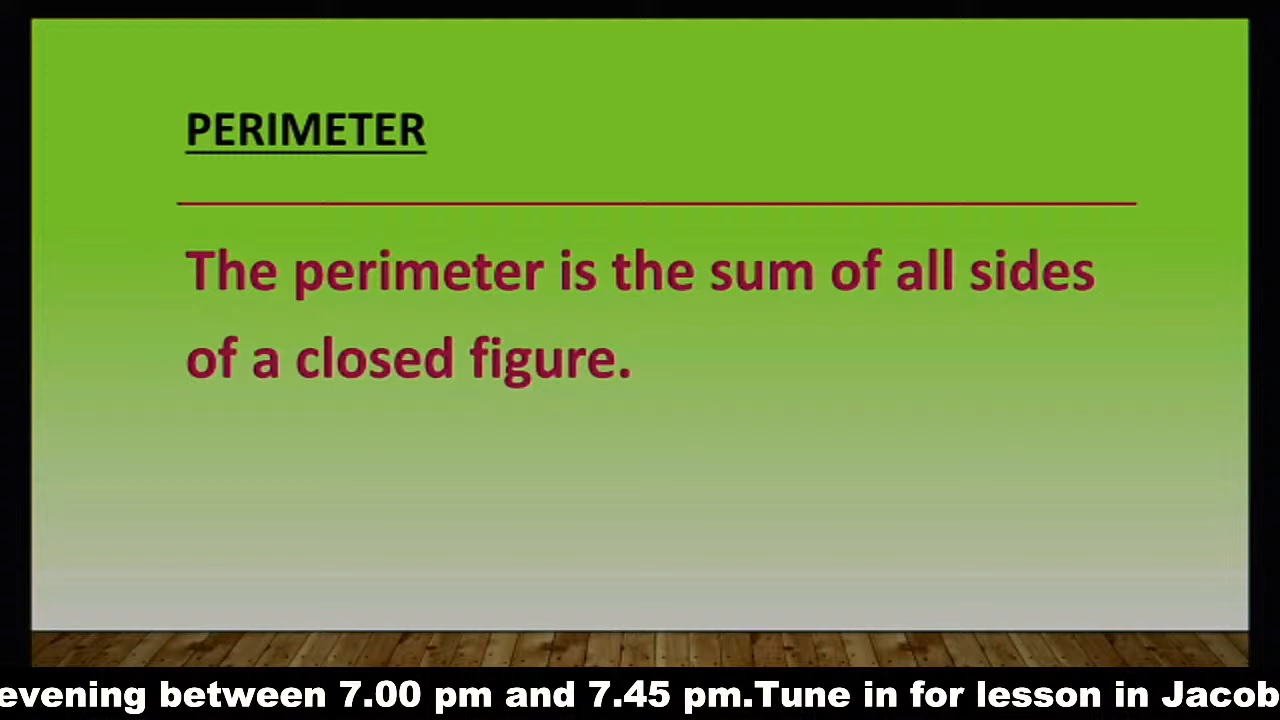 PERIMETER
The perimeter is the sum of all sides
of a closed figure.
evening between 7.00 pm and 7.45 pm.Tune in for lesson in Jacob